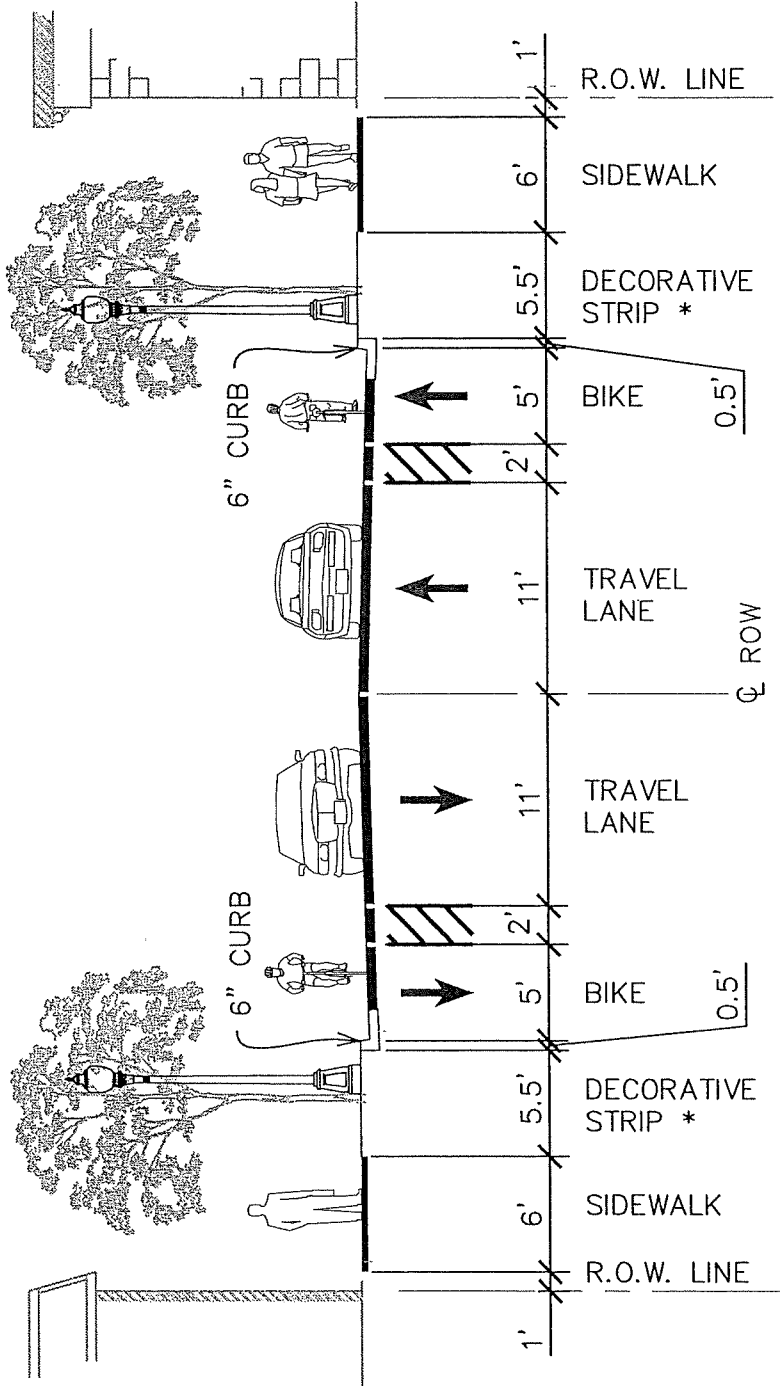 1'
R.O.W. LINE
6'
SIDEWALK
5.5'
DECORATIVE
STRIP *
6" CURB
0.5'
5'
BIKE
2'
11'
TRAVEL
LANE
℄ ROW
11'
TRAVEL
LANE
2'
6" CURB
5'
BIKE
0.5'
5.5'
DECORATIVE
STRIP *
6'
SIDEWALK
R.O.W. LINE
1'